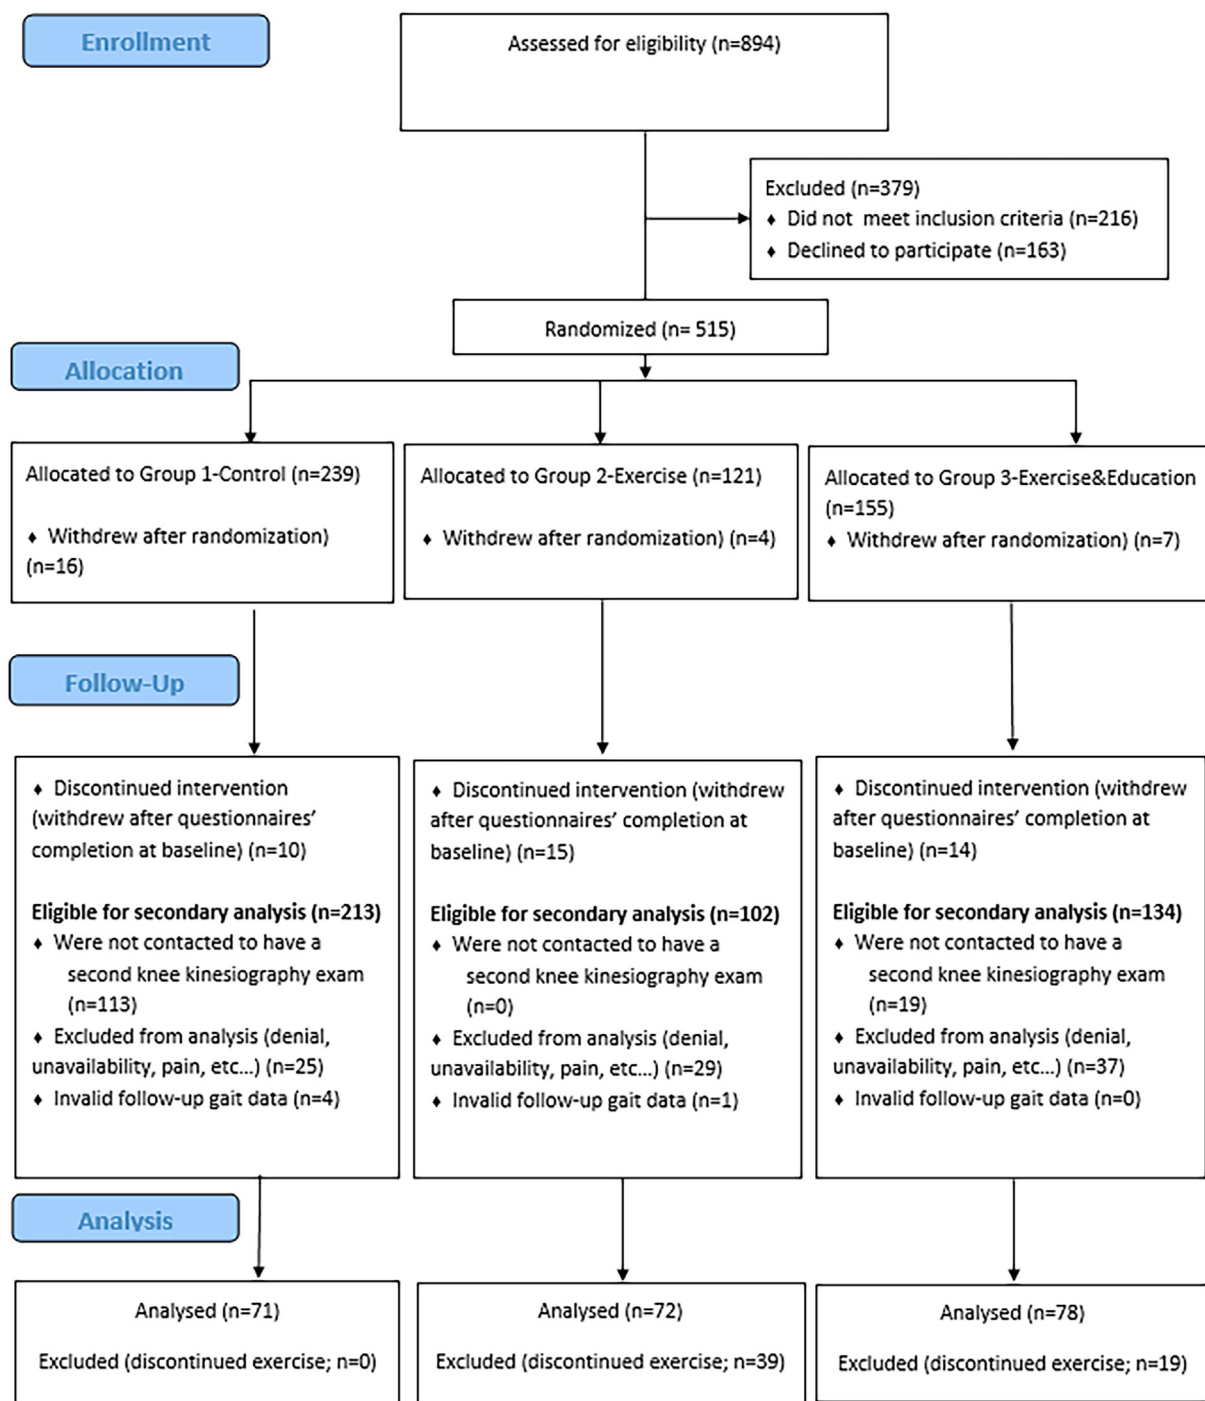 Enrollment
Assessed for eligibility (n=894)
Excluded (n=379)
♦ Did not meet inclusion criteria (n=216)
♦ Declined to participate (n=163)
Randomized (n= 515)
Allocation
Allocated to Group 1-Control (n=239)
♦ Withdrew after randomization)
(n=16)
Allocated to Group 2-Exercise (n=121)
♦ Withdrew after randomization) (n=4)
Allocated to Group 3-Exercise&Education
(n=155)
♦ Withdrew after randomization) (n=7)
Follow-Up
♦ Discontinued intervention
(withdrew after questionnaires’
completion at baseline) (n=10)
Eligible for secondary analysis (n=213)
♦ Were not contacted to have a
second knee kinesiography exam
(n=113)
♦ Excluded from analysis (denial,
unavailability, pain, etc...) (n=25)
♦ Invalid follow-up gait data (n=4)
♦ Discontinued intervention (withdrew
after questionnaires’ completion at
baseline) (n=15)
Eligible for secondary analysis (n=102)
♦ Were not contacted to have a
second knee kinesiography exam
(n=0)
♦ Excluded from analysis (denial,
unavailability, pain, etc...) (n=29)
♦ Invalid follow-up gait data (n=1)
♦ Discontinued intervention (withdrew
after questionnaires’ completion at
baseline) (n=14)
Eligible for secondary analysis (n=134)
♦ Were not contacted to have a
second knee kinesiography exam
(n=19)
♦ Excluded from analysis (denial,
unavailability, pain, etc...) (n=37)
♦ Invalid follow-up gait data (n=0)
Analysis
Analysed (n=71)
Excluded (discontinued exercise; n=0)
Analysed (n=72)
Excluded (discontinued exercise; n=39)
Analysed (n=78)
Excluded (discontinued exercise; n=19)